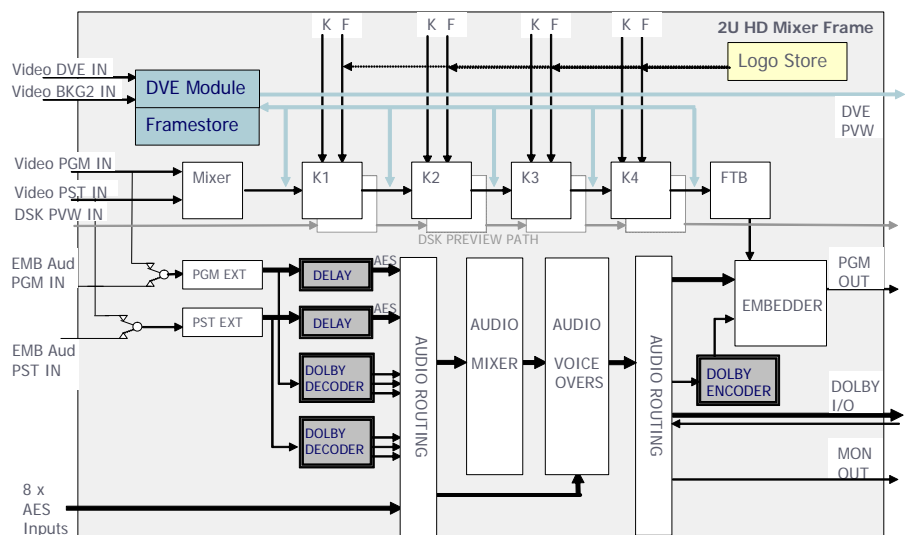 K F K F K F K F
2U HD Mixer Frame
Logo Store
Video DVE IN
Video BKG2 IN
DVE Module
Framestore
DVE
PVW
Video PGM IN
Video PST IN
DSK PVW IN
Mixer
K1
K2
K3
K4
FTB
DSK PREVIEW PATH
EMB Aud
PGM IN
EMB Aud
PST IN
PGM EXT
PST EXT
DELAY
AES
DELAY
AES
DOLBY
DECODER
DOLBY
DECODER
AUDIO ROUTING
AUDIO
MIXER
AUDIO
VOICE
OVERS
AUDIO ROUTING
EMBEDDER
DOLBY
ENCODER
PGM
OUT
DOLBY
I/O
MON
OUT
8 x
AES
Inputs